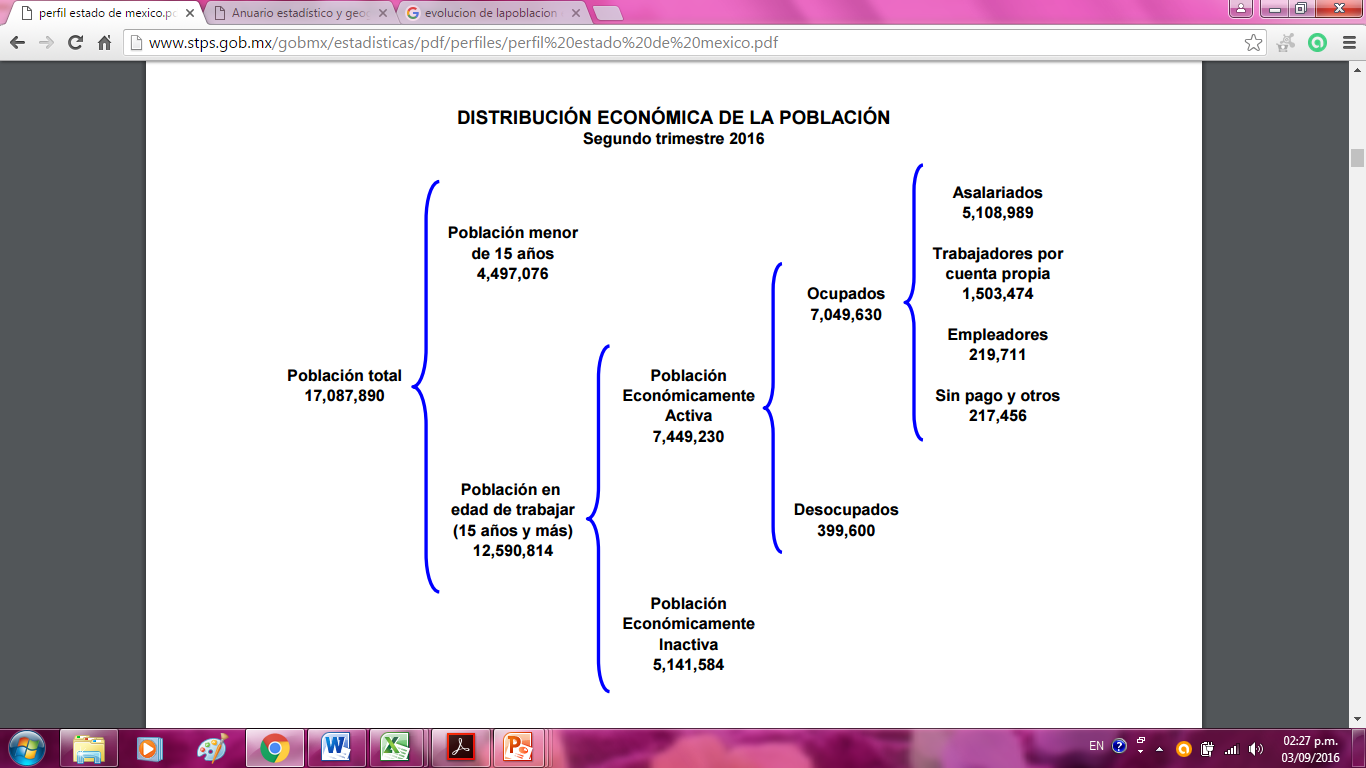 perfil estado de mexico.pd
Anuario estadístico y geog
evolucion de lapoblacion
www.stps.gob.mx/gobmx/estadisticas/pdf/perfiles/perfil%20estado%20de%20mexico.pdf
DISTRIBUCIÓN ECONÓMICA DE LA POBLACIÓN
Segundo trimestre 2016
Población total
17,087,890
Población menor
de 15 años
4,497,076
Población en
edad de trabajar
(15 años y más)
12,590,814
Población
Económicamente
Activa
7,449,230
Población
Económicamente
Inactiva
5,141,584
Ocupados
7,049,630
Desocupados
399,600
Asalariados
5,108,989
Trabajadores por
cuenta propia
1,503,474
Empleadores
219,711
Sin pago y otros
217,456
EN
02:27 p.m.
03/09/2016